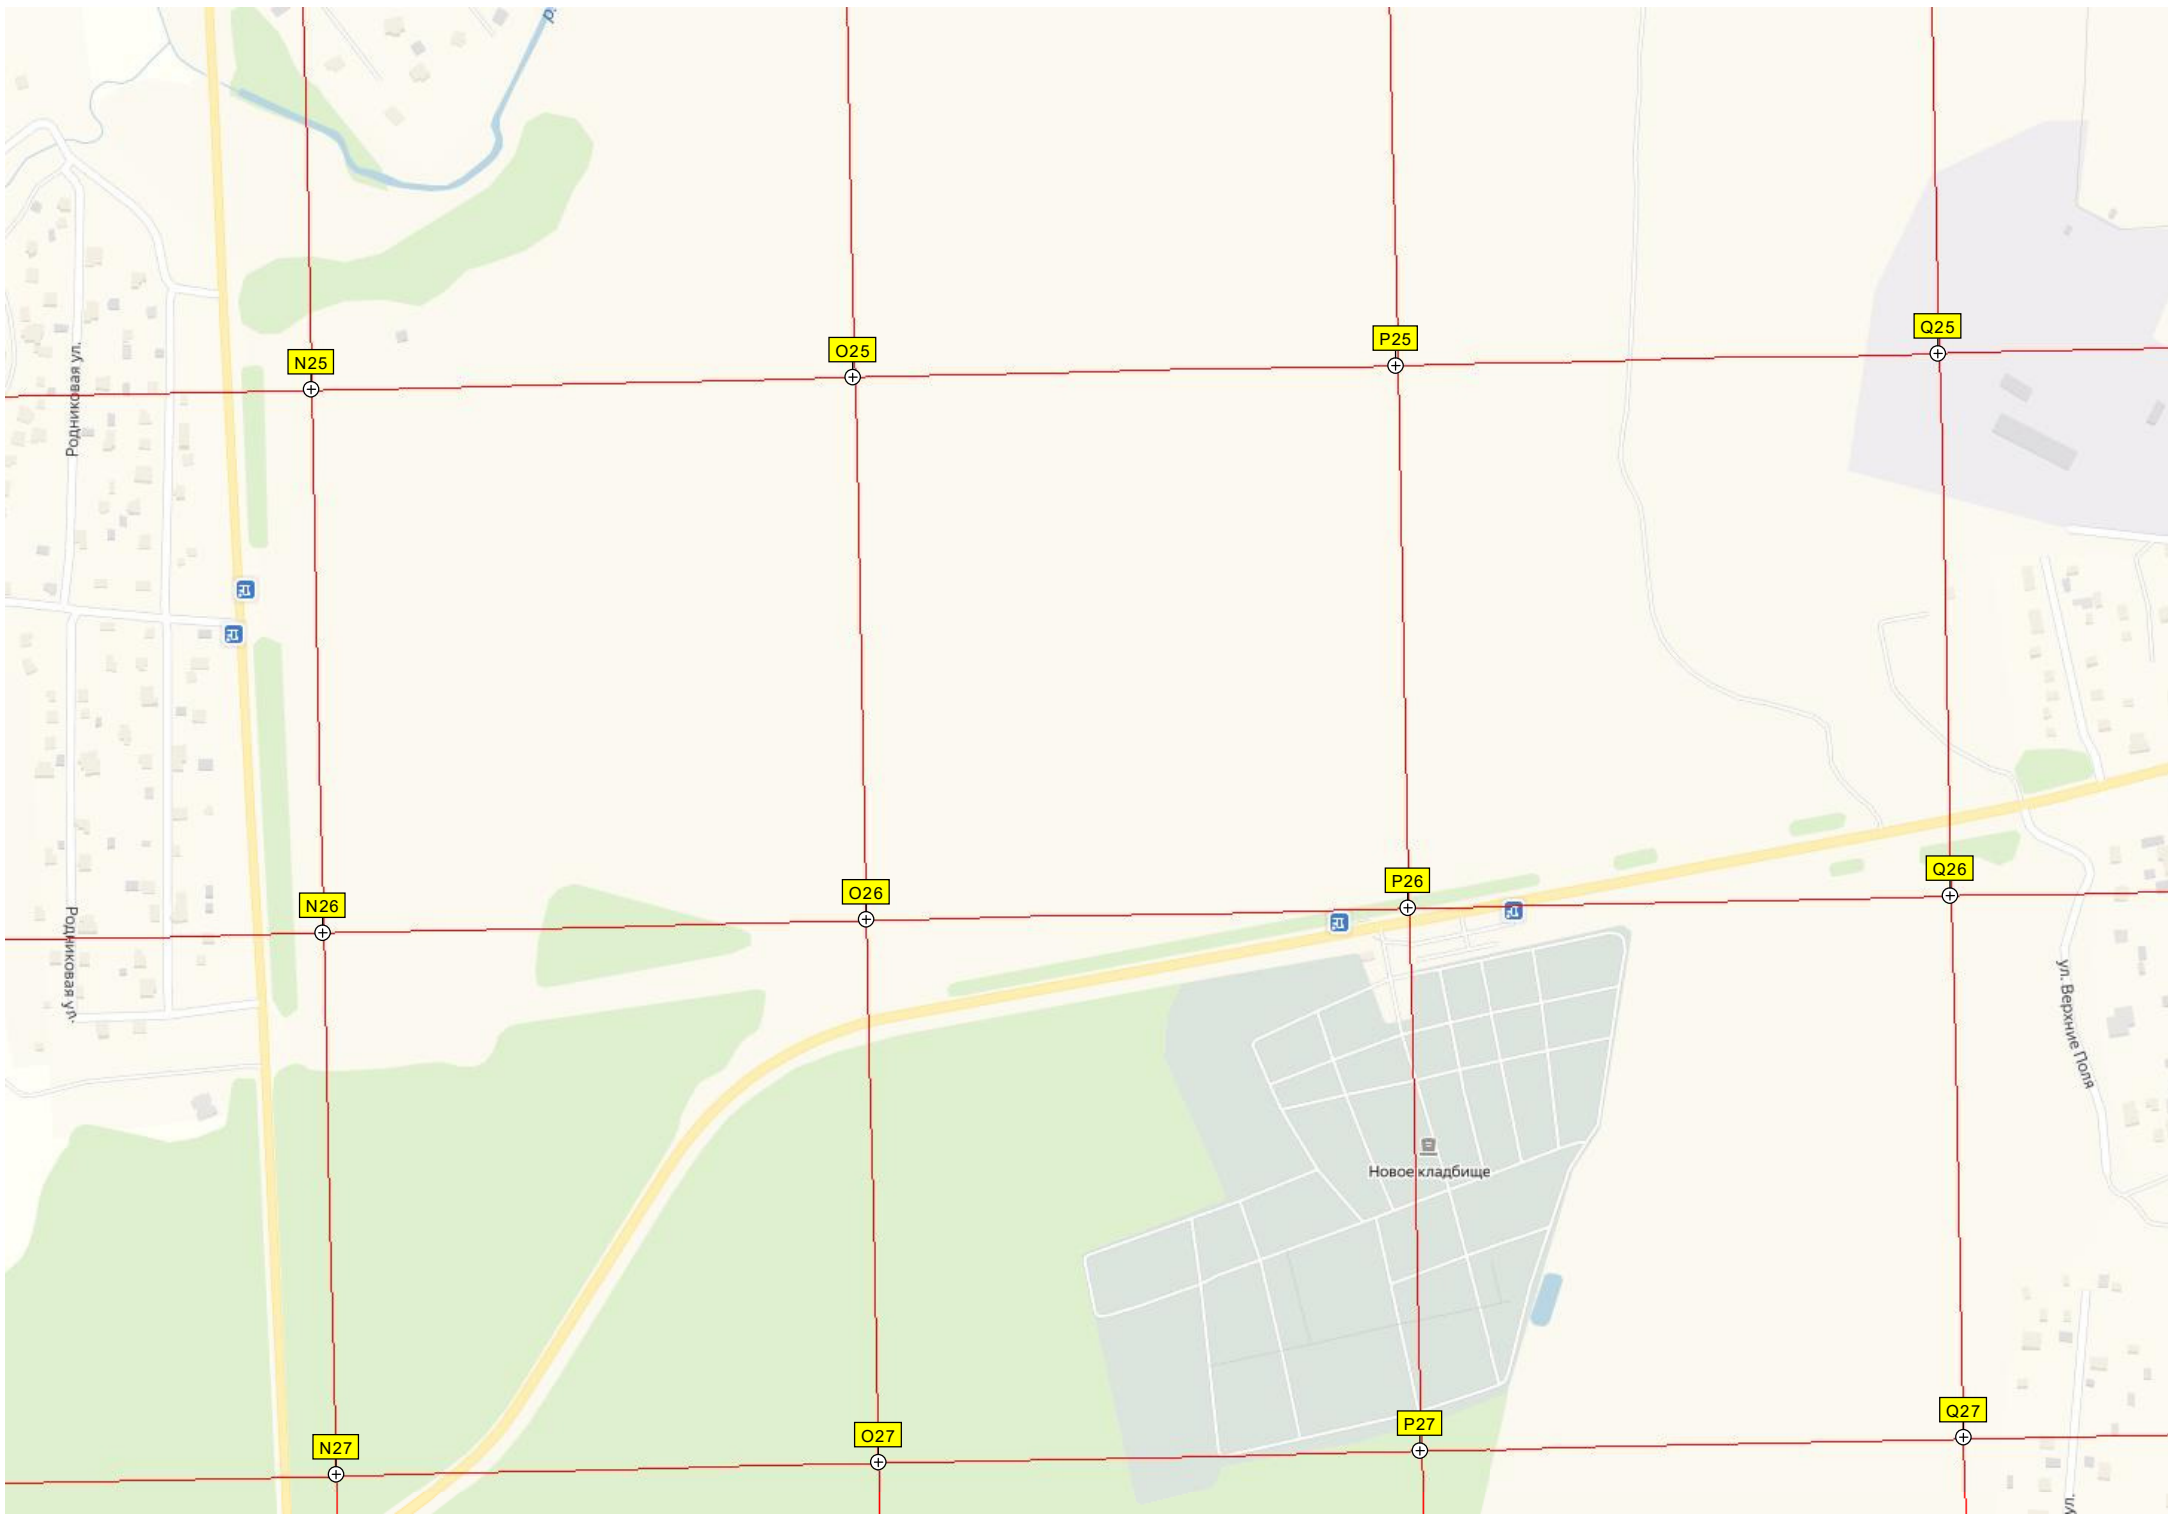 р.
N25
O25
P25
Q25
Родниковая ул.
N26
O26
P26
Q26
Родниковая ул.
ул. Верхние Поля
Новое кладбище
N27
O27
P27
Q27